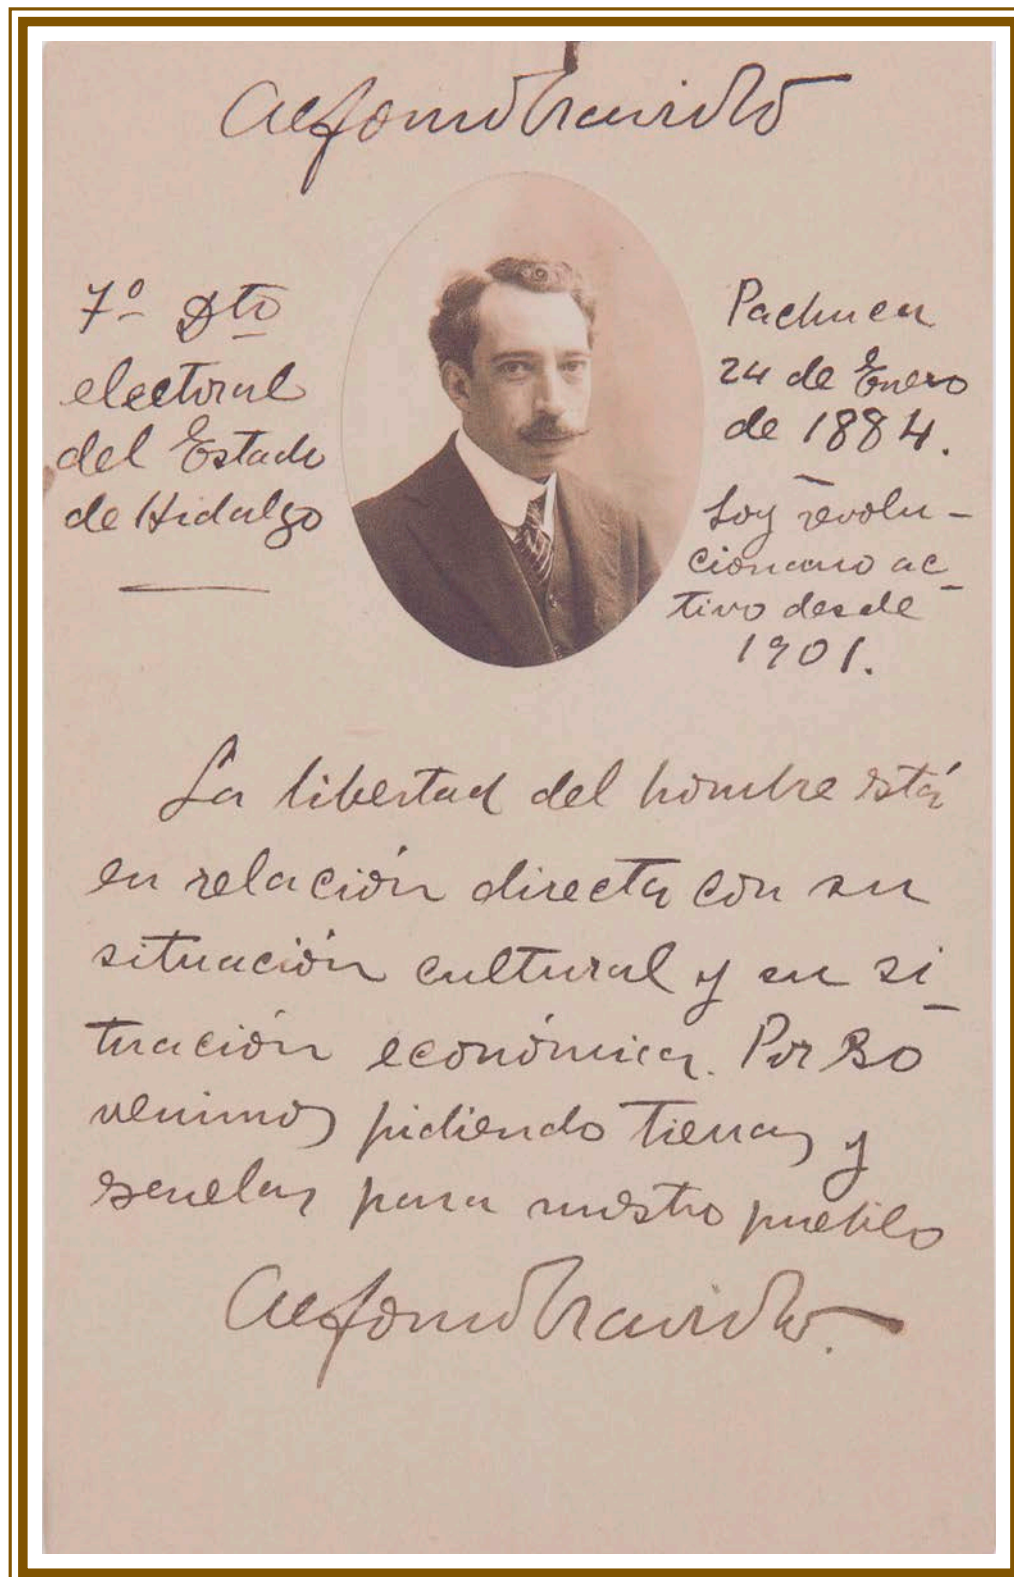 Alfonso Cravioto
7º Dto
electoral
del Estado
de Hidalgo
Pachuca
24 de Enero
de 1884.
Soy revolu-
cionario ac-
tivo desde
1901.
La libertad del hombre está
en relación directa con su
situación cultural y su si-
tuación económica. Por eso
venimos pidiendo tierras y
escuelas para nuestro pueblo
Alfonso Cravioto.